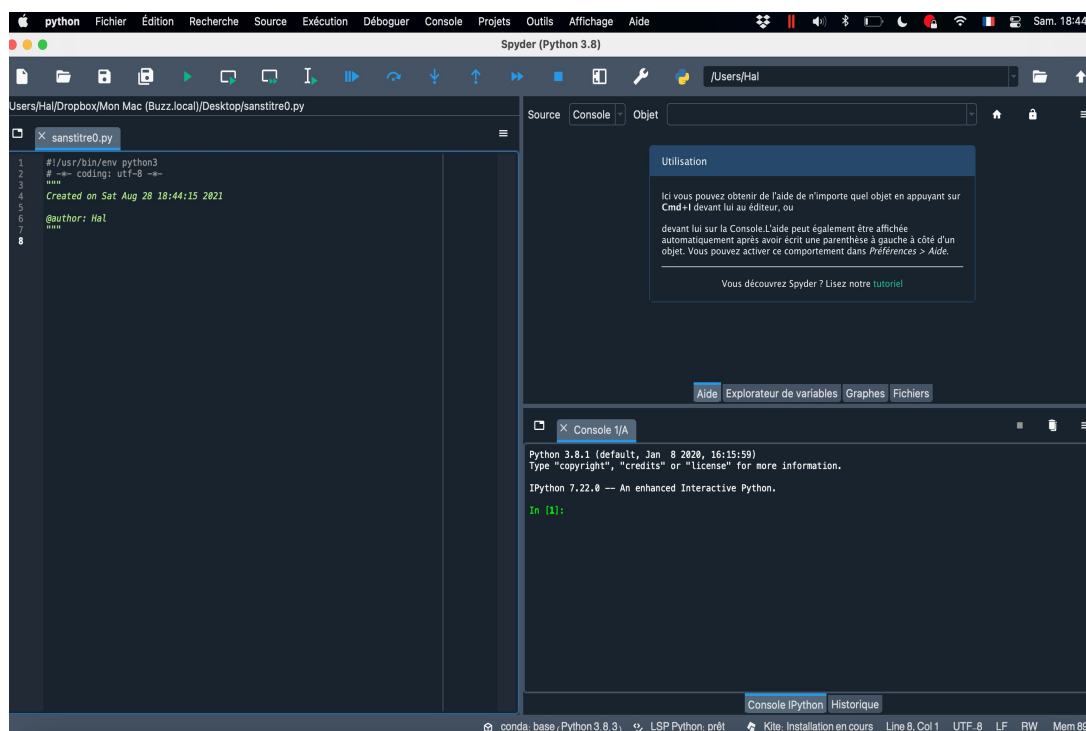 python Fichier Édition Recherche Source Exécution Déboguer Console Projets Outils Affichage Aide Sam. 18:44
Spyder (Python 3.8)
/Users/Hal
Users/Hal/Dropbox/Mon Mac (Buzz.local)/Desktop/sanstitre0.py
sanstitre0.py
1 #!/usr/bin/env python3
2 # -*- coding: utf-8 -*-
3 """
4 Created on Sat Aug 28 18:44:15 2021
5
6 @author: Hal
7 """
8
Source Console Objet
Utilisation
Ici vous pouvez obtenir de l'aide de n'importe quel objet en appuyant sur
Cmd+I devant lui au éditeur, ou
devant lui sur la Console.L'aide peut également être affichée
automatiquement après avoir écrit une parenthèse à gauche à côté d'un
objet. Vous pouvez activer ce comportement dans Préférences > Aide.
Vous découvrez Spyder ? Lisez notre tutoriel
Aide Explorateur de variables Graphes Fichiers
Console 1/A
Python 3.8.1 (default, Jan  8 2020, 16:15:59)
Type "copyright", "credits" or "license" for more information.
IPython 7.22.0 -- An enhanced Interactive Python.
In [1]:
Console IPython Historique
conda: base (Python 3.8.3) LSP Python: prêt Kite: Installation en cours Line 8, Col 1 UTF-8 LF RW Mem 89